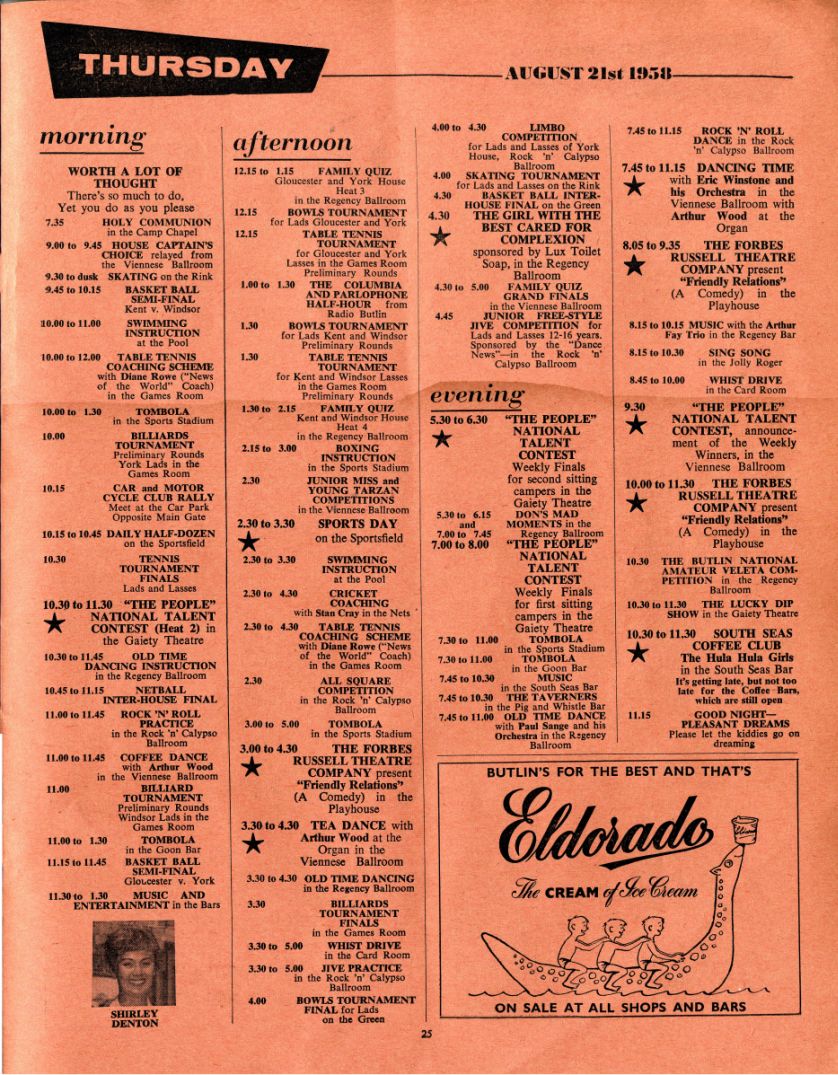 THURSDAY
AUGUST 21st 1958
morning
WORTH A LOT OF
THOUGHT
There's so much to do,
Yet you do as you please
7.35 HOLY COMMUNION
in the Camp Chapel
9.00 to 9.45 HOUSE CAPTAIN'S
CHOICE relayed from
the Viennese Ballroom
9.30 to dusk SKATING on the Rink
9.45 to 10.15 BASKET BALL
SEMI-FINAL
Kent v. Windsor
10.00 to 11.00 SWIMMING
INSTRUCTION
at the Pool
10.00 to 12.00 TABLE TENNIS
COACHING SCHEME
with Diane Rowe ("News
of the World" Coach)
in the Games Room
10.00 to 1.30 TOMBOLA
in the Sports Stadium
10.00 BILLIARDS
TOURNAMENT
Preliminary Rounds
York Lads in the
Games Room
10.15 CAR and MOTOR
CYCLE CLUB RALLY
Meet at the Car Park
Opposite Main Gate
10.15 to 10.45 DAILY HALF-DOZEN
on the Sportsfield
10.30 TENNIS
TOURNAMENT
FINALS
Lads and Lasses
10.30 to 11.30 "THE PEOPLE"
NATIONAL TALENT
CONTEST (Heat 2) in
the Gaiety Theatre
10.30 to 11.45 OLD TIME
DANCING INSTRUCTION
in the Regency Ballroom
10.45 to 11.15 NETBALL
INTER-HOUSE FINAL
11.00 to 11.45 ROCK 'N' ROLL
PRACTICE
in the Rock 'n' Calypso
Ballroom
11.00 to 11.45 COFFEE DANCE
with Arthur Wood
in the Viennese Ballroom
11.00 BILLIARD
TOURNAMENT
Preliminary Rounds
Windsor Lads in the
Games Room
11.00 to 1.30 TOMBOLA
in the Goon Bar
11.15 to 11.45 BASKET BALL
SEMI-FINAL
Gloucester v. York
11.30 to 1.30 MUSIC AND
ENTERTAINMENT in the Bars
SHIRLEY
DENTON
afternoon
12.15 to 1.15 FAMILY QUIZ
Gloucester and York House
Heat 3
in the Regency Ballroom
12.15 BOWLS TOURNAMENT
for Lads Gloucester and York
12.15 TABLE TENNIS
TOURNAMENT
for Gloucester and York
Lasses in the Games Room
Preliminary Rounds
1.00 to 1.30 THE COLUMBIA
AND PARLOPHONE
HALF-HOUR from
Radio Butlin
1.30 BOWLS TOURNAMENT
for Lads Kent and Windsor
Preliminary Rounds
1.30 TABLE TENNIS
TOURNAMENT
for Kent and Windsor Lasses
in the Games Room
Preliminary Rounds
1.30 to 2.15 FAMILY QUIZ
Kent and Windsor House
Heat 4
in the Regency Ballroom
2.15 to 3.00 BOXING
INSTRUCTION
in the Sports Stadium
2.30 JUNIOR MISS and
YOUNG TARZAN
COMPETITIONS
in the Viennese Ballroom
2.30 to 3.30 SPORTS DAY
on the Sportsfield
2.30 to 3.30 SWIMMING
INSTRUCTION
at the Pool
2.30 to 4.30 CRICKET
COACHING
with Stan Cray in the Nets
2.30 to 4.30 TABLE TENNIS
COACHING SCHEME
with Diane Rowe ("News
of the World" Coach)
in the Games Room
2.30 ALL SQUARE
COMPETITION
in the Rock 'n' Calypso
Ballroom
3.00 to 5.00 TOMBOLA
in the Sports Stadium
3.00 to 4.30 THE FORBES
RUSSELL THEATRE
COMPANY present
"Friendly Relations"
(A Comedy) in the
Playhouse
3.30 to 4.30 TEA DANCE with
Arthur Wood at the
Organ in the
Viennese Ballroom
3.30 to 4.30 OLD TIME DANCING
in the Regency Ballroom
3.30 BILLIARDS
TOURNAMENT
FINALS
in the Games Room
3.30 to 5.00 WHIST DRIVE
in the Card Room
3.30 to 5.00 JIVE PRACTICE
in the Rock 'n' Calypso
Ballroom
4.00 BOWLS TOURNAMENT
FINAL for Lads
on the Green
4.00 to 4.30 LIMBO
COMPETITION
for Lads and Lasses of York
House, Rock 'n' Calypso
Ballroom
4.00 SKATING TOURNAMENT
for Lads and Lasses on the Rink
4.30 BASKET BALL INTER-
HOUSE FINAL on the Green
4.30 THE GIRL WITH THE
BEST CARED FOR
COMPLEXION
sponsored by Lux Toilet
Soap, in the Regency
Ballroom
4.30 to 5.00 FAMILY QUIZ
GRAND FINALS
in the Viennese Ballroom
4.45 JUNIOR FREE-STYLE
JIVE COMPETITION for
Lads and Lasses 12-16 years.
Sponsored by the "Dance
News"—in the Rock 'n'
Calypso Ballroom
evening
5.30 to 6.30 "THE PEOPLE"
NATIONAL
TALENT
CONTEST
Weekly Finals
for second sitting
campers in the
Gaiety Theatre
5.30 to 6.15 DON'S MAD
and MOMENTS in the
7.00 to 7.45 Regency Ballroom
7.00 to 8.00 "THE PEOPLE"
NATIONAL
TALENT
CONTEST
Weekly Finals
for first sitting
campers in the
Gaiety Theatre
7.30 to 11.00 TOMBOLA
in the Sports Stadium
7.30 to 11.00 TOMBOLA
in the Goon Bar
7.45 to 10.30 MUSIC
in the South Seas Bar
7.45 to 10.30 THE TAVERNERS
in the Pig and Whistle Bar
7.45 to 11.00 OLD TIME DANCE
with Paul Sange and his
Orchestra in the Regency
Ballroom
7.45 to 11.15 ROCK 'N' ROLL
DANCE in the Rock
'n' Calypso Ballroom
7.45 to 11.15 DANCING TIME
with Eric Winstone and
his Orchestra in the
Viennese Ballroom with
Arthur Wood at the
Organ
8.05 to 9.35 THE FORBES
RUSSELL THEATRE
COMPANY present
"Friendly Relations"
(A Comedy) in the
Playhouse
8.15 to 10.15 MUSIC with the Arthur
Fay Trio in the Regency Bar
8.15 to 10.30 SING SONG
in the Jolly Roger
8.45 to 10.00 WHIST DRIVE
in the Card Room
9.30 "THE PEOPLE"
NATIONAL TALENT
CONTEST, announce-
ment of the Weekly
Winners, in the
Viennese Ballroom
10.00 to 11.30 THE FORBES
RUSSELL THEATRE
COMPANY present
"Friendly Relations"
(A Comedy) in the
Playhouse
10.30 THE BUTLIN NATIONAL
AMATEUR VELETA COM-
PETITION in the Regency
Ballroom
10.30 to 11.30 THE LUCKY DIP
SHOW in the Gaiety Theatre
10.30 to 11.30 SOUTH SEAS
COFFEE CLUB
The Hula Hula Girls
in the South Seas Bar
It's getting late, but not too
late for the Coffee Bars,
which are still open
11.15 GOOD NIGHT—
PLEASANT DREAMS
Please let the kiddies go on
dreaming
BUTLIN'S FOR THE BEST AND THAT'S
Eldorado
Eldorado
The CREAM of Ice Cream
ON SALE AT ALL SHOPS AND BARS
25